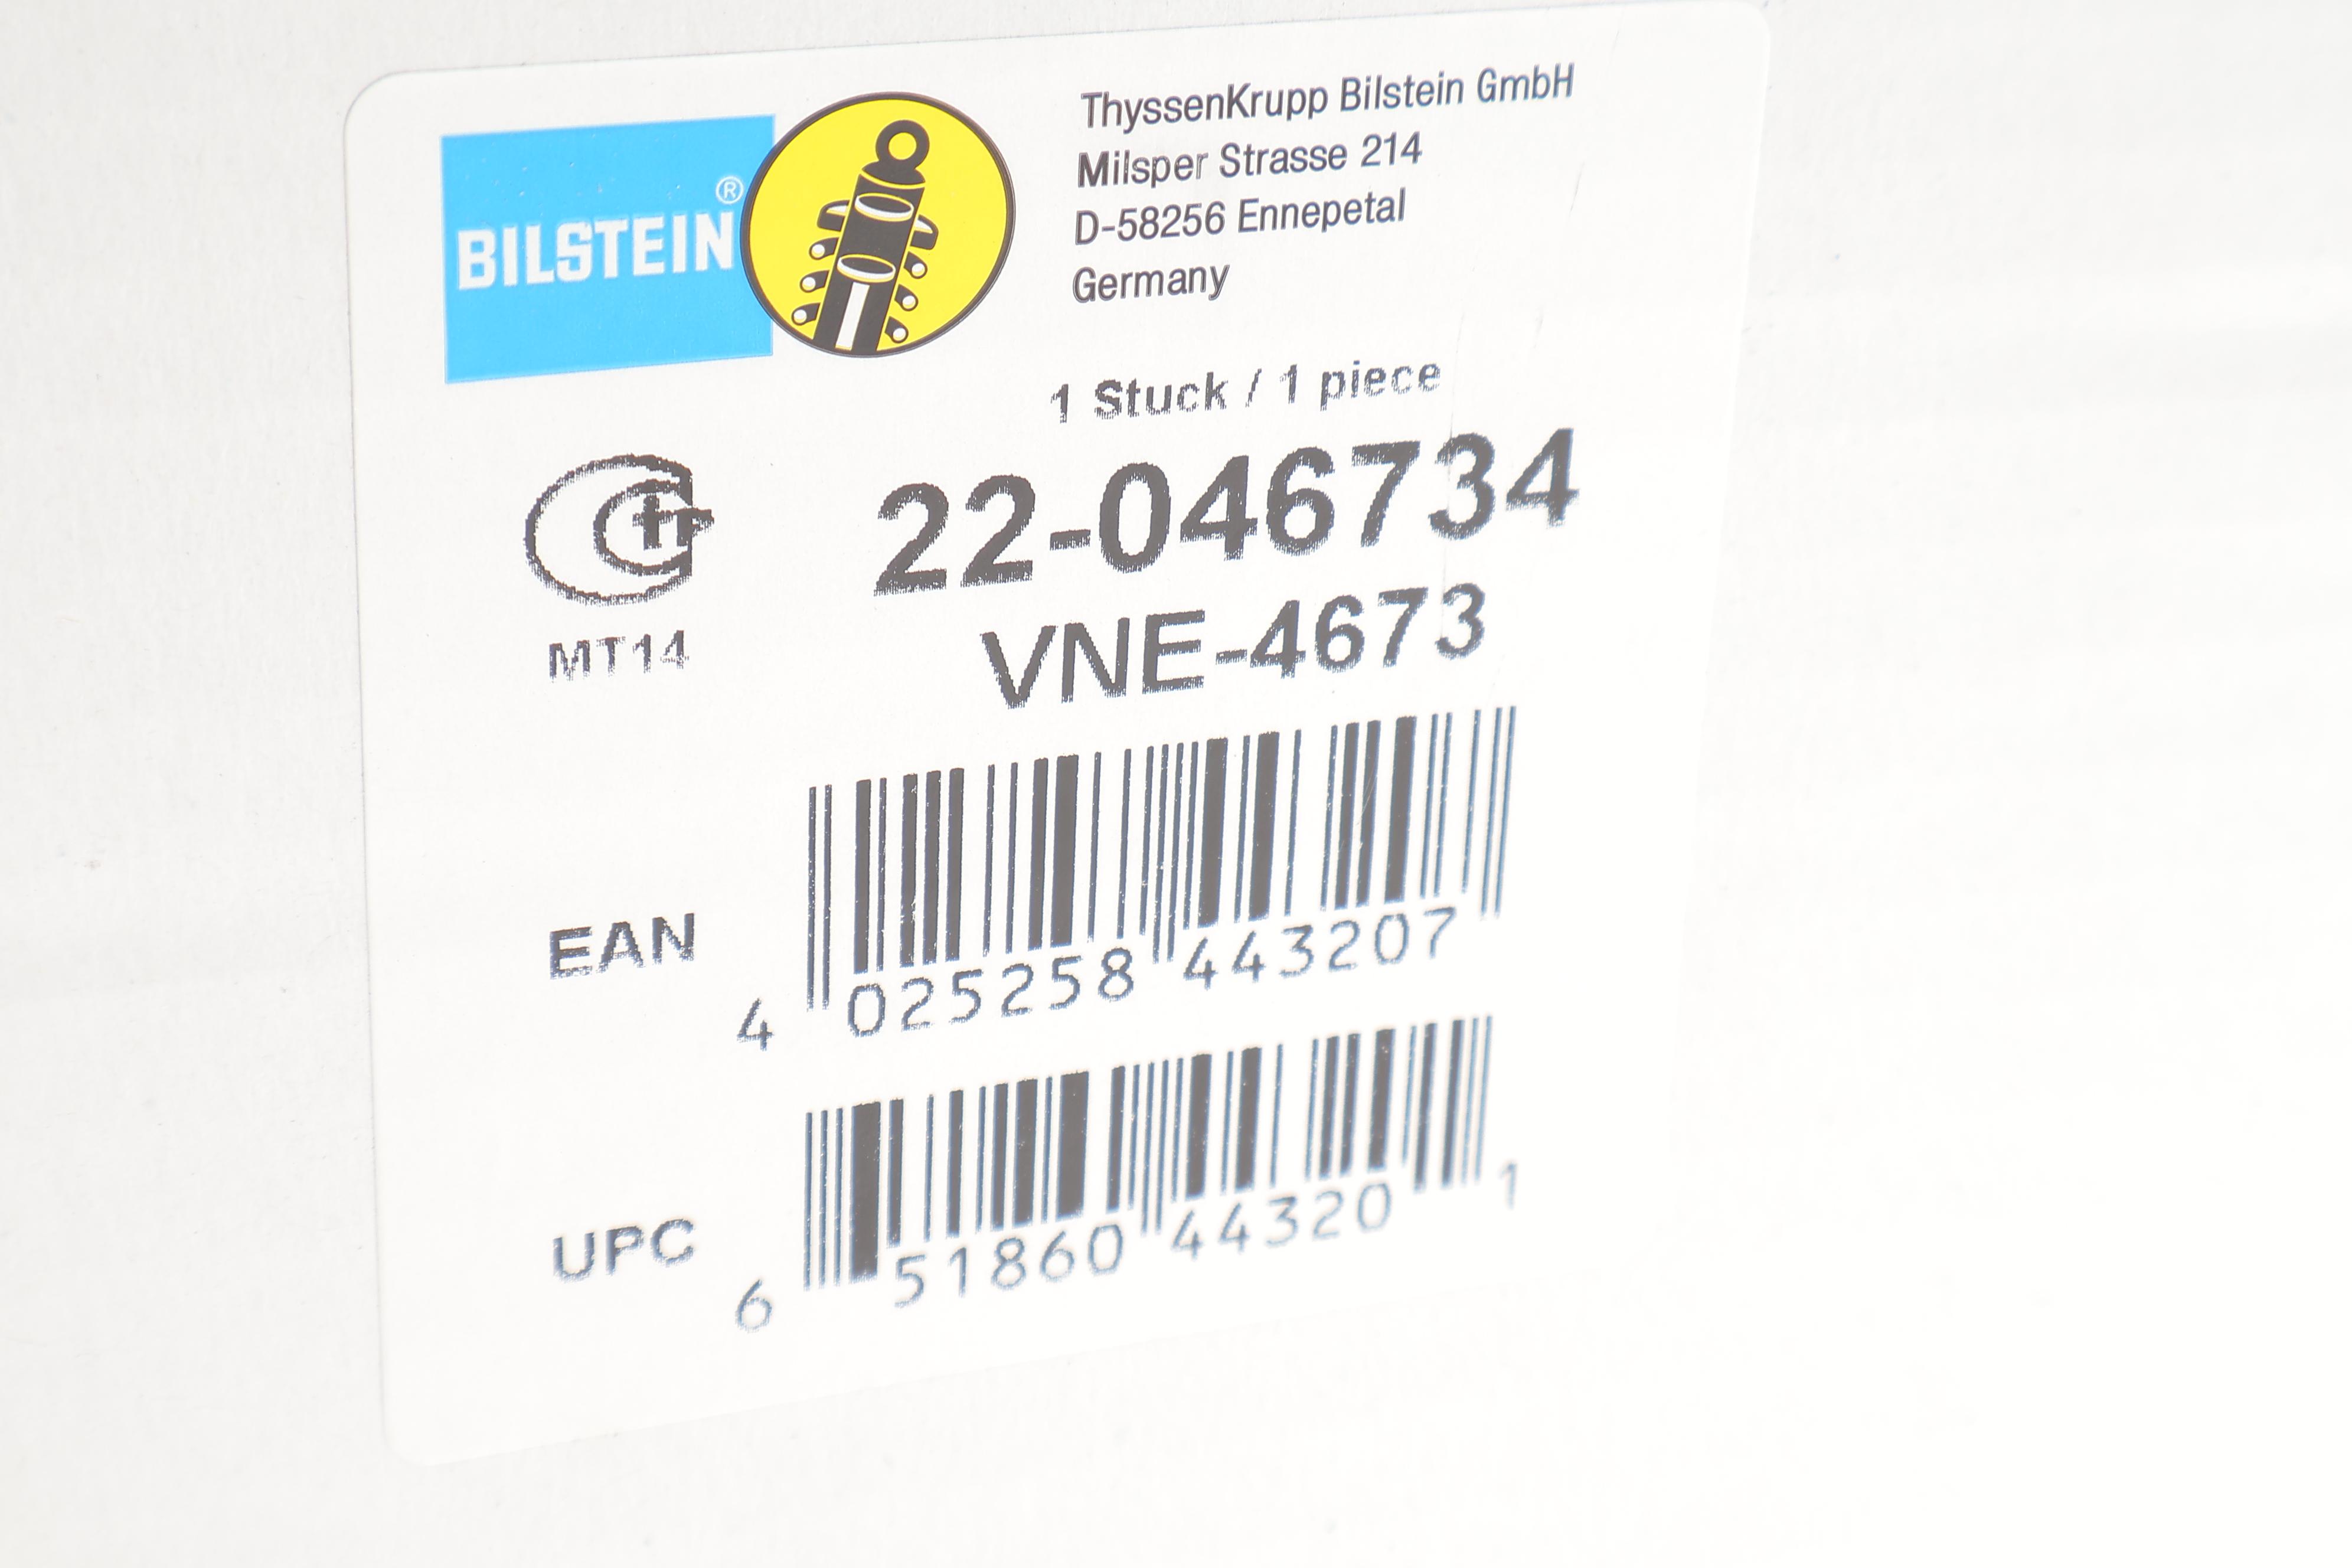 BILSTEIN®
ThyssenKrupp Bilstein GmbH
Milsper Strasse 214
D-58256 Ennepetal
Germany
1 Stuck / 1 piece
22-046734
VNE-4673
MT14
EAN
4 025258 443207
UPC
6 51860 44320 1